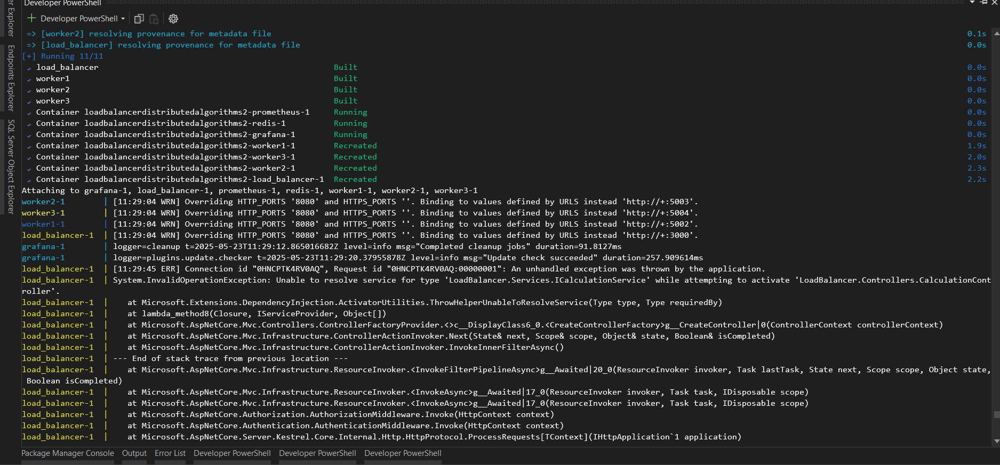 Developer PowerShell
Developer PowerShell
er Explorer
Endpoints Explorer
SQL Server Object Explorer
=> [worker2] resolving provenance for metadata file 0.1s
=> [load_balancer] resolving provenance for metadata file 0.0s
[+] Running 11/11
✓ load_balancer Built 0.0s
✓ worker1 Built 0.0s
✓ worker2 Built 0.0s
✓ worker3 Built 0.0s
✓ Container loadbalancerdistributedalgorithms2-prometheus-1 Running 0.0s
✓ Container loadbalancerdistributedalgorithms2-redis-1 Running 0.0s
✓ Container loadbalancerdistributedalgorithms2-grafana-1 Running 0.0s
✓ Container loadbalancerdistributedalgorithms2-worker1-1 Recreated 1.9s
✓ Container loadbalancerdistributedalgorithms2-worker3-1 Recreated 2.0s
✓ Container loadbalancerdistributedalgorithms2-worker2-1 Recreated 2.3s
✓ Container loadbalancerdistributedalgorithms2-load_balancer-1 Recreated 2.2s
Attaching to grafana-1, load_balancer-1, prometheus-1, redis-1, worker1-1, worker2-1, worker3-1
worker2-1 | [11:29:04 WRN] Overriding HTTP_PORTS '8080' and HTTPS_PORTS ''. Binding to values defined by URLS instead 'http://+:5003'.
worker3-1 | [11:29:04 WRN] Overriding HTTP_PORTS '8080' and HTTPS_PORTS ''. Binding to values defined by URLS instead 'http://+:5004'.
worker1-1 | [11:29:04 WRN] Overriding HTTP_PORTS '8080' and HTTPS_PORTS ''. Binding to values defined by URLS instead 'http://+:5002'.
load_balancer-1 | [11:29:04 WRN] Overriding HTTP_PORTS '8080' and HTTPS_PORTS ''. Binding to values defined by URLS instead 'http://+:3000'.
grafana-1 | logger=cleanup t=2025-05-23T11:29:12.865016682Z level=info msg="Completed cleanup jobs" duration=91.8127ms
grafana-1 | logger=plugins.update.checker t=2025-05-23T11:29:20.37955878Z level=info msg="Update check succeeded" duration=257.909614ms
load_balancer-1 | [11:29:45 ERR] Connection id "0HNCPTK4RV0AQ", Request id "0HNCPTK4RV0AQ:00000001": An unhandled exception was thrown by the application.
load_balancer-1 | System.InvalidOperationException: Unable to resolve service for type 'LoadBalancer.Services.ICalculationService' while attempting to activate 'LoadBalancer.Controllers.CalculationCont
roller'.
load_balancer-1 | at Microsoft.Extensions.DependencyInjection.ActivatorUtilities.ThrowHelperUnableToResolveService(Type type, Type requiredBy)
load_balancer-1 | at lambda_method8(Closure, IServiceProvider, Object[])
load_balancer-1 | at Microsoft.AspNetCore.Mvc.Controllers.ControllerFactoryProvider.<>c__DisplayClass6_0.<CreateControllerFactory>g__CreateController|0(ControllerContext controllerContext)
load_balancer-1 | at Microsoft.AspNetCore.Mvc.Infrastructure.ControllerActionInvoker.Next(State& next, Scope& scope, Object& state, Boolean& isCompleted)
load_balancer-1 | at Microsoft.AspNetCore.Mvc.Infrastructure.ControllerActionInvoker.InvokeInnerFilterAsync()
load_balancer-1 | --- End of stack trace from previous location ---
load_balancer-1 | at Microsoft.AspNetCore.Mvc.Infrastructure.ResourceInvoker.<InvokeFilterPipelineAsync>g__Awaited|20_0(ResourceInvoker invoker, Task lastTask, State next, Scope scope, Object state,
Boolean isCompleted)
load_balancer-1 | at Microsoft.AspNetCore.Mvc.Infrastructure.ResourceInvoker.<InvokeAsync>g__Awaited|17_0(ResourceInvoker invoker, Task task, IDisposable scope)
load_balancer-1 | at Microsoft.AspNetCore.Mvc.Infrastructure.ResourceInvoker.<InvokeAsync>g__Awaited|17_0(ResourceInvoker invoker, Task task, IDisposable scope)
load_balancer-1 | at Microsoft.AspNetCore.Authorization.AuthorizationMiddleware.Invoke(HttpContext context)
load_balancer-1 | at Microsoft.AspNetCore.Authentication.AuthenticationMiddleware.Invoke(HttpContext context)
load_balancer-1 | at Microsoft.AspNetCore.Server.Kestrel.Core.Internal.Http.HttpProtocol.ProcessRequests[TContext](IHttpApplication`1 application)
Package Manager Console Output Error List Developer PowerShell Developer PowerShell Developer PowerShell